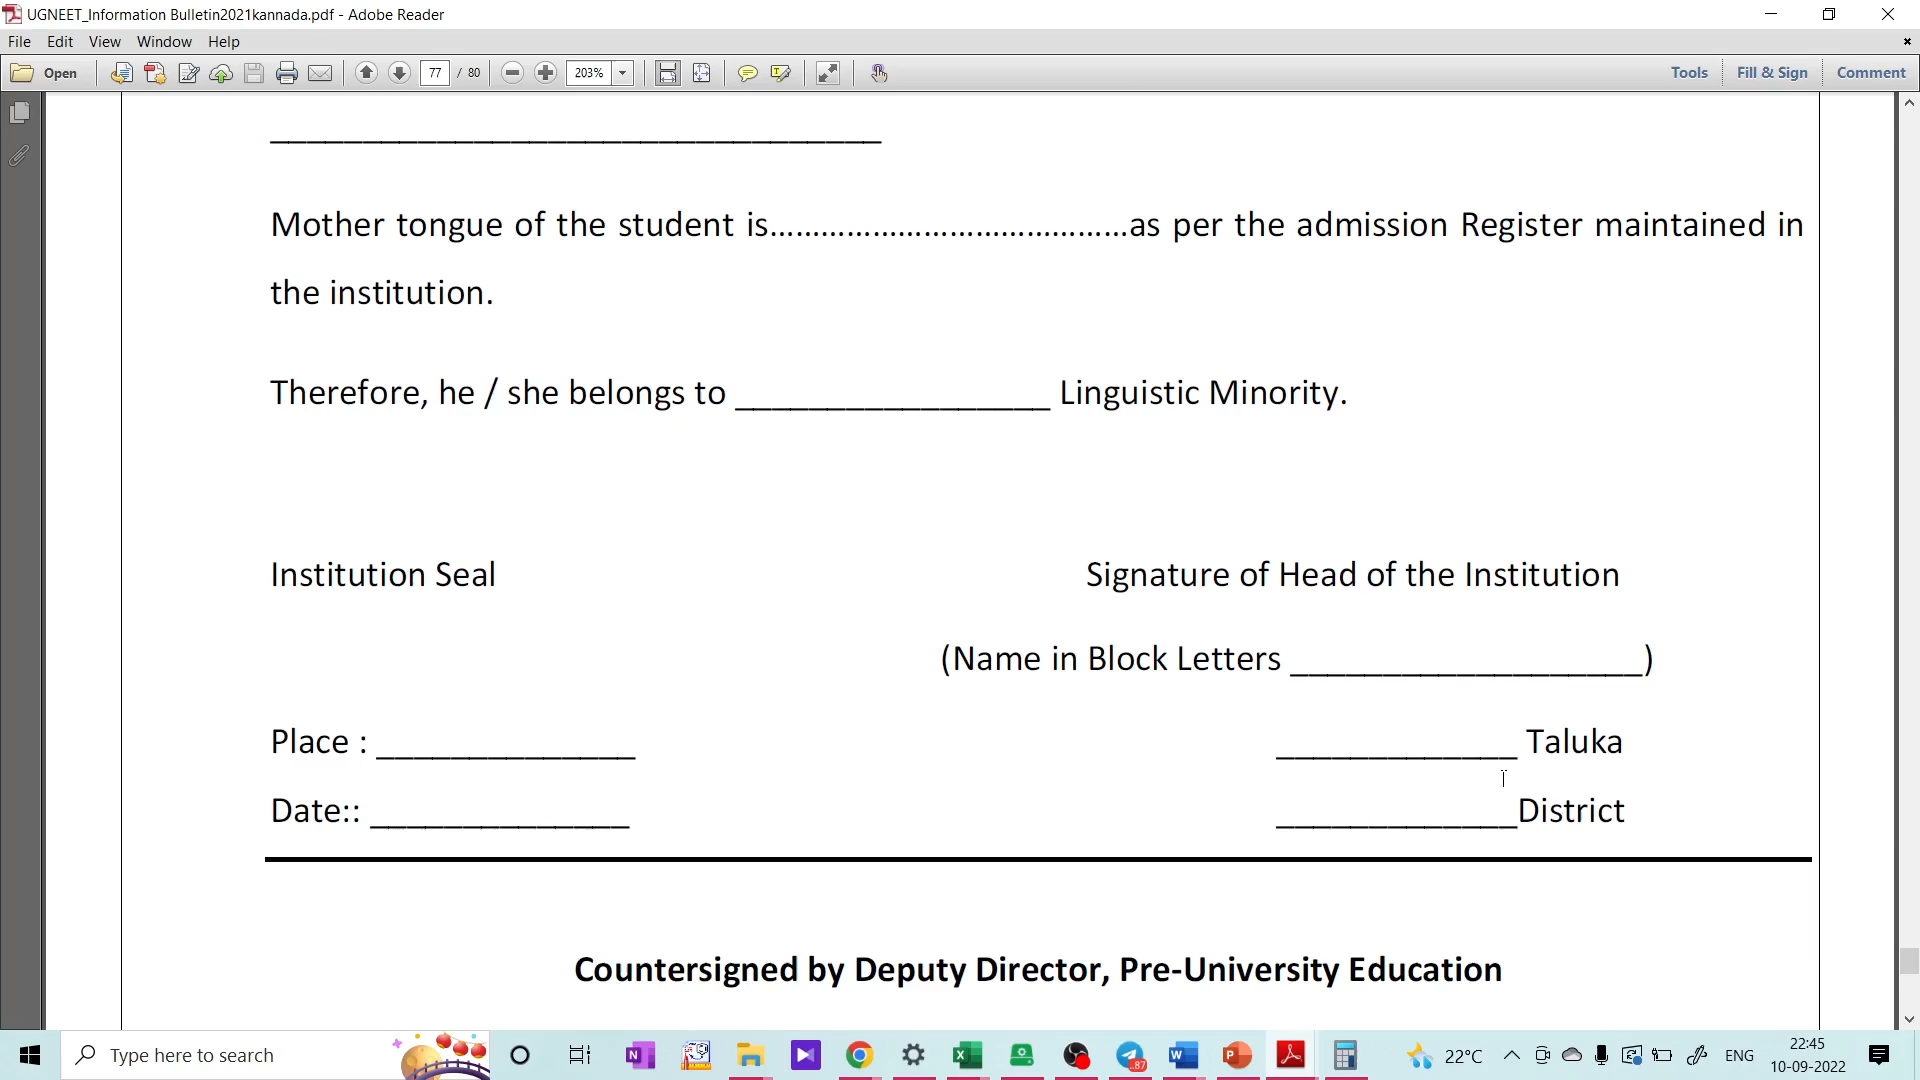 UGNEET_Information Bulletin2021kannada.pdf - Adobe Reader
File Edit View Window Help
Open 77 / 80 203% Tools Fill & Sign Comment
_________________________________
Mother tongue of the student is.......................................as per the admission Register maintained in
the institution.
Therefore, he / she belongs to _________________ Linguistic Minority.
Institution Seal Signature of Head of the Institution
(Name in Block Letters ___________________)
Place : ______________ _____________ Taluka
Date:: ______________ _____________District
Countersigned by Deputy Director, Pre-University Education
Type here to search 87 22°C ENG 22:45
10-09-2022